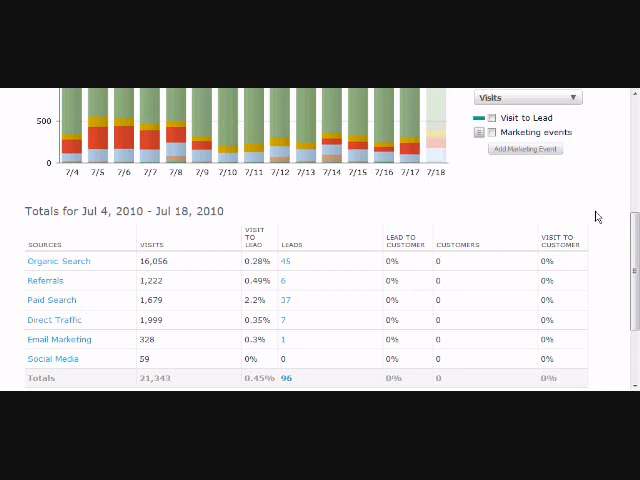 Visits
500
Visit to Lead
Marketing events
Add Marketing Event
0
7/4 7/5 7/6 7/7 7/8 7/9 7/10 7/11 7/12 7/13 7/14 7/15 7/16 7/17 7/18
Totals for Jul 4, 2010 - Jul 18, 2010
SOURCES VISITS VISIT TO LEAD LEADS LEAD TO CUSTOMER CUSTOMERS VISIT TO CUSTOMER
Organic Search 16,056 0.28% 45 0% 0 0%
Referrals 1,222 0.49% 6 0% 0 0%
Paid Search 1,679 2.2% 37 0% 0 0%
Direct Traffic 1,999 0.35% 7 0% 0 0%
Email Marketing 328 0.3% 1 0% 0 0%
Social Media 59 0% 0 0% 0 0%
Totals 21,343 0.45% 96 0% 0 0%